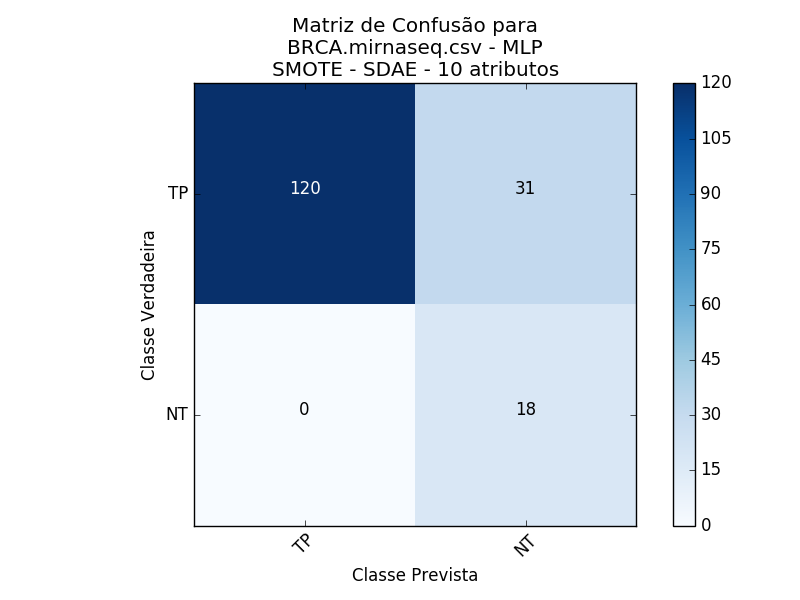 Matriz de Confusão para
BRCA.mirnaseq.csv - MLP
SMOTE - SDAE - 10 atributos
TP
120
31
NT
0
18
TP
NT
Classe Verdadeira
Classe Prevista
120
105
90
75
60
45
30
15
0